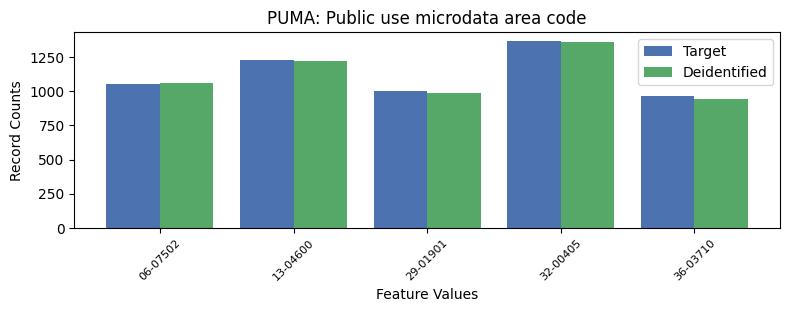 PUMA: Public use microdata area code
Target
Deidentified
Record Counts
1250
1000
750
500
250
0
06-07502
13-04600
29-01901
32-00405
36-03710
Feature Values